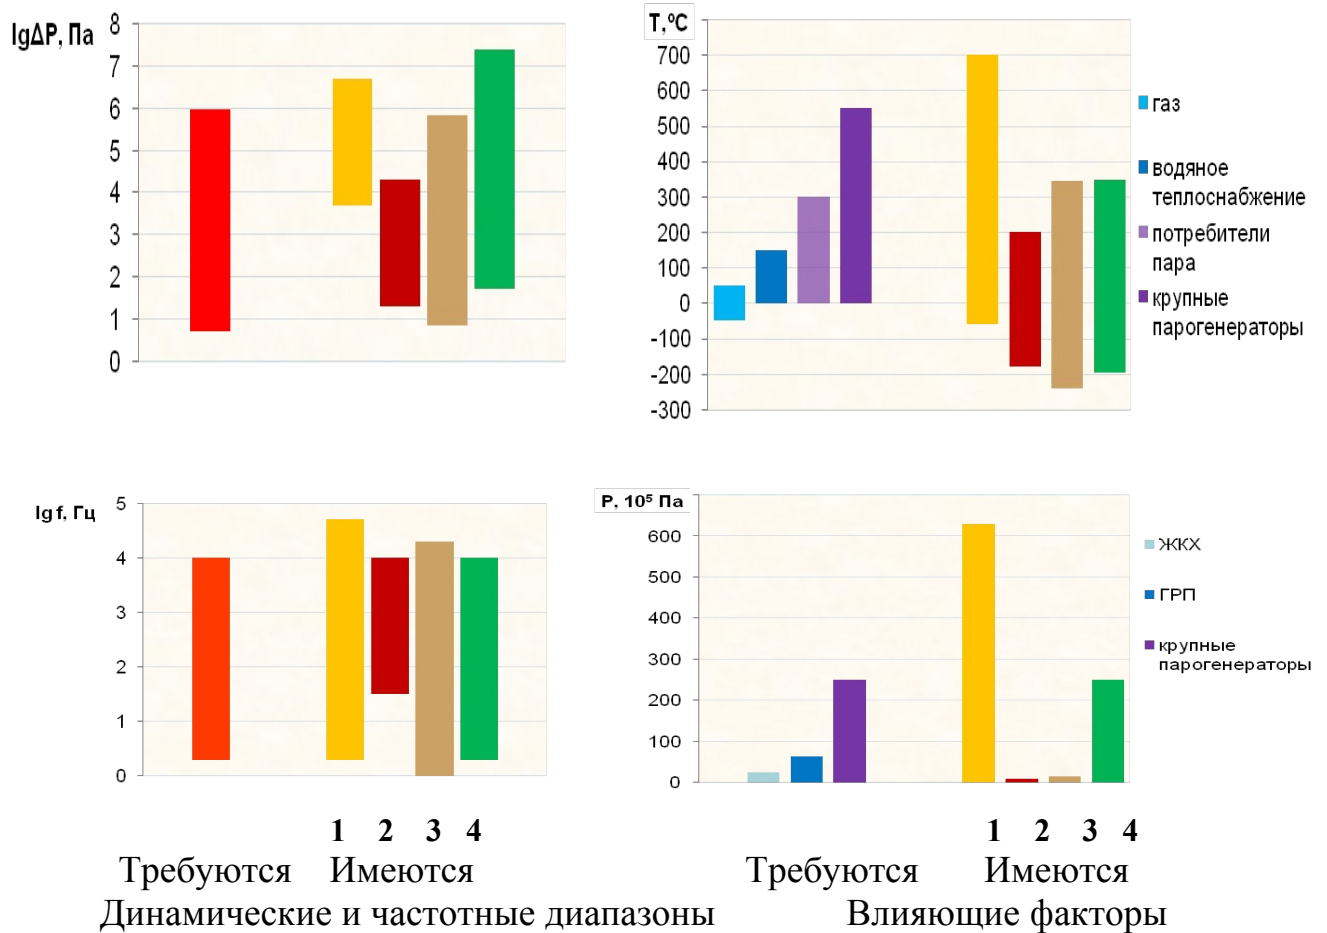 lgΔP, Па
8
7
6
5
4
3
2
1
0
T,ºC
700
600
500
400
300
200
100
0
-100
-200
-300
газ
водяное
теплоснабжение
потребители
пара
крупные
парогенераторы
lg f, Гц
5
4
3
2
1
0
P, 10⁵ Па
600
500
400
300
200
100
0
ЖКХ
ГРП
крупные
парогенераторы
1 2 3 4
1 2 3 4
Требуются Имеются
Требуются Имеются
Динамические и частотные диапазоны
Влияющие факторы